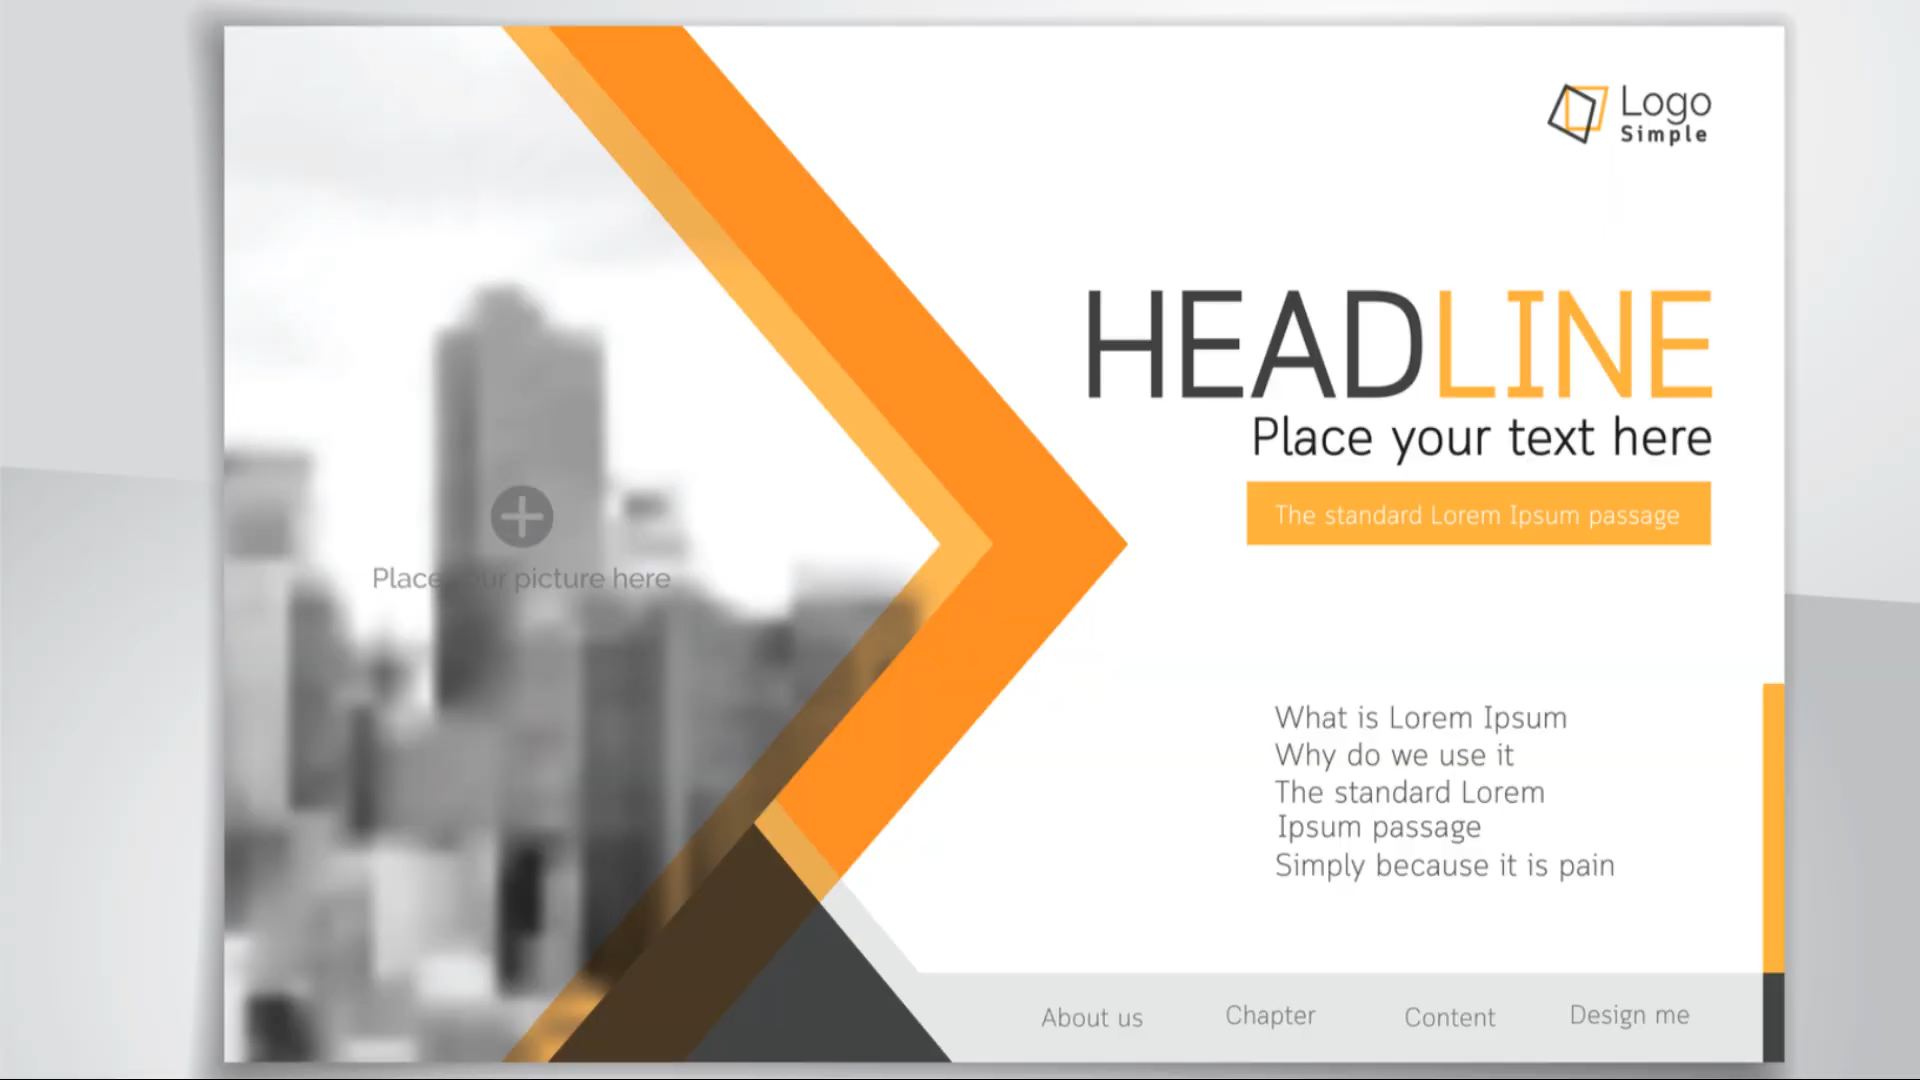 Logo
Simple
HEADLINE
Place your text here
The standard Lorem Ipsum passage
Place your picture here
What is Lorem Ipsum
Why do we use it
The standard Lorem
Ipsum passage
Simply because it is pain
About us Chapter Content Design me